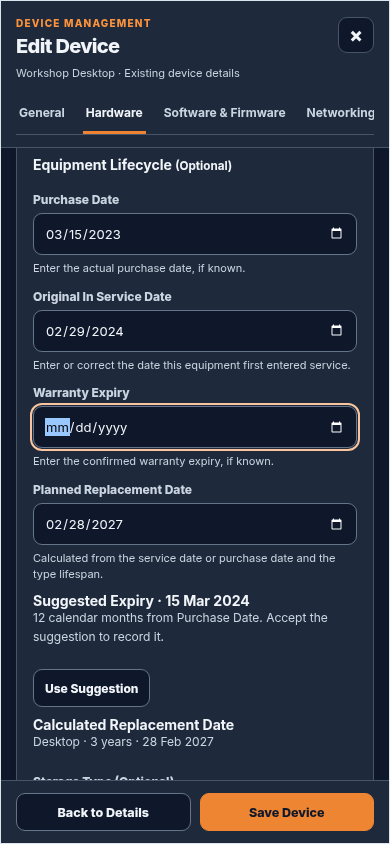 DEVICE MANAGEMENT
Edit Device
Workshop Desktop · Existing device details
General Hardware Software & Firmware Networking
Equipment Lifecycle (Optional)
Purchase Date
03/15/2023
Enter the actual purchase date, if known.
Original In Service Date
02/29/2024
Enter or correct the date this equipment first entered service.
Warranty Expiry
mm/dd/yyyy
Enter the confirmed warranty expiry, if known.
Planned Replacement Date
02/28/2027
Calculated from the service date or purchase date and the
type lifespan.
Suggested Expiry · 15 Mar 2024
12 calendar months from Purchase Date. Accept the
suggestion to record it.
Use Suggestion
Calculated Replacement Date
Desktop · 3 years · 28 Feb 2027
Storage Type (Optional)
Back to Details Save Device